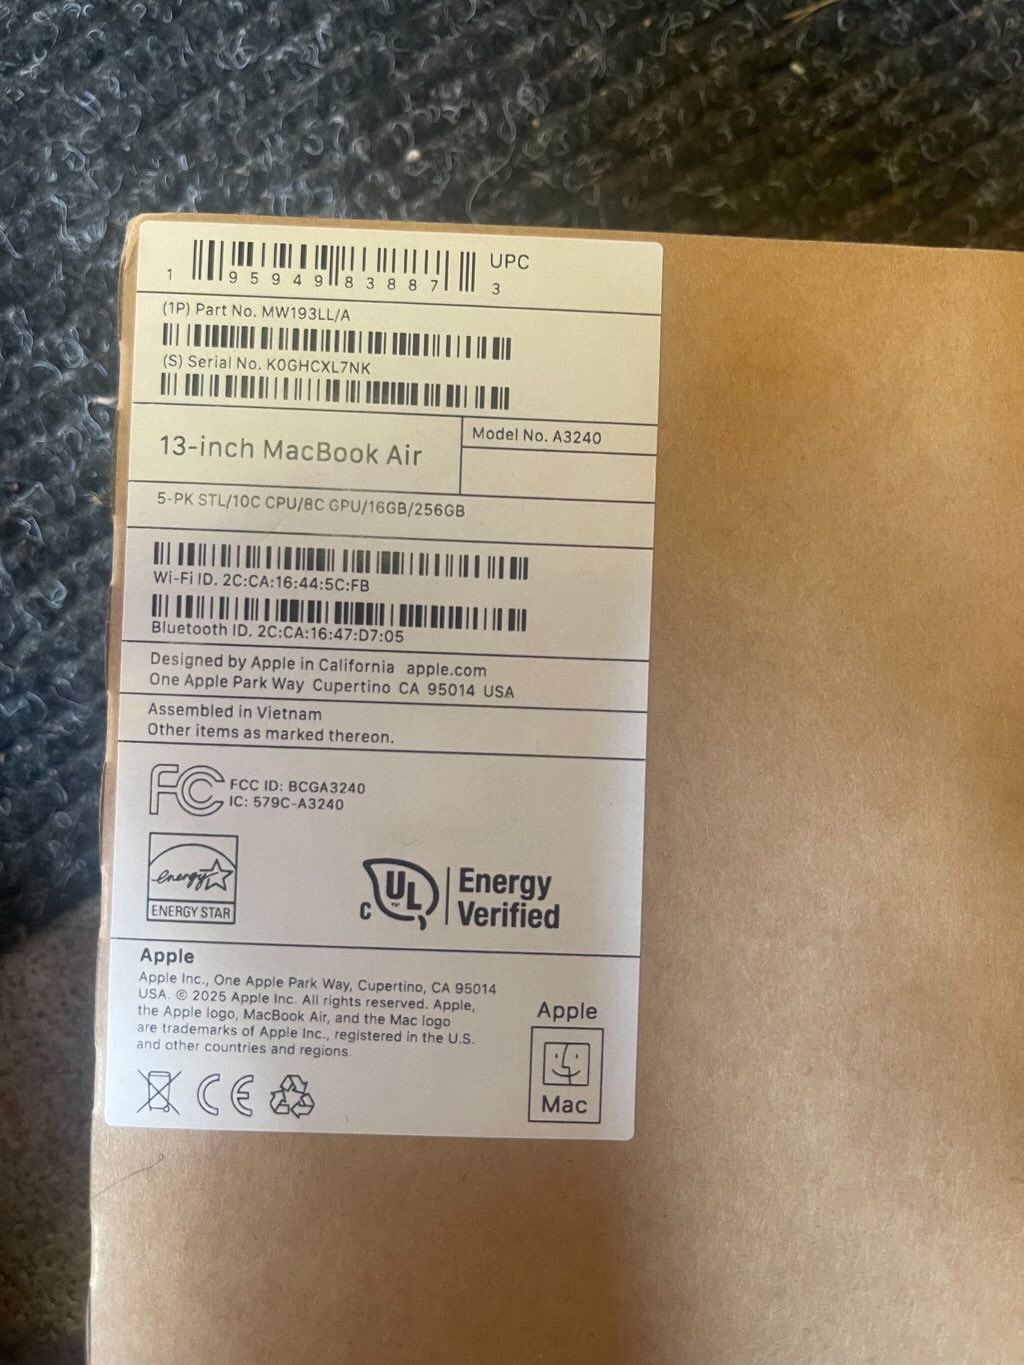 1 95949 83887 3 UPC
(1P) Part No. MW193LL/A
(S) Serial No. K0GHCXL7NK
13-inch MacBook Air
Model No. A3240
5-PK STL/10C CPU/8C GPU/16GB/256GB
Wi-Fi ID. 2C:CA:16:44:5C:FB
Bluetooth ID. 2C:CA:16:47:D7:05
Designed by Apple in California apple.com
One Apple Park Way Cupertino CA 95014 USA
Assembled in Vietnam
Other items as marked thereon.
FC FCC ID: BCGA3240
IC: 579C-A3240
energy
ENERGY STAR
C UL ™ Energy
Verified
Apple
Apple Inc., One Apple Park Way, Cupertino, CA 95014
USA. © 2025 Apple Inc. All rights reserved. Apple,
the Apple logo, MacBook Air, and the Mac logo
are trademarks of Apple Inc., registered in the U.S.
and other countries and regions.
CE
Apple
Mac